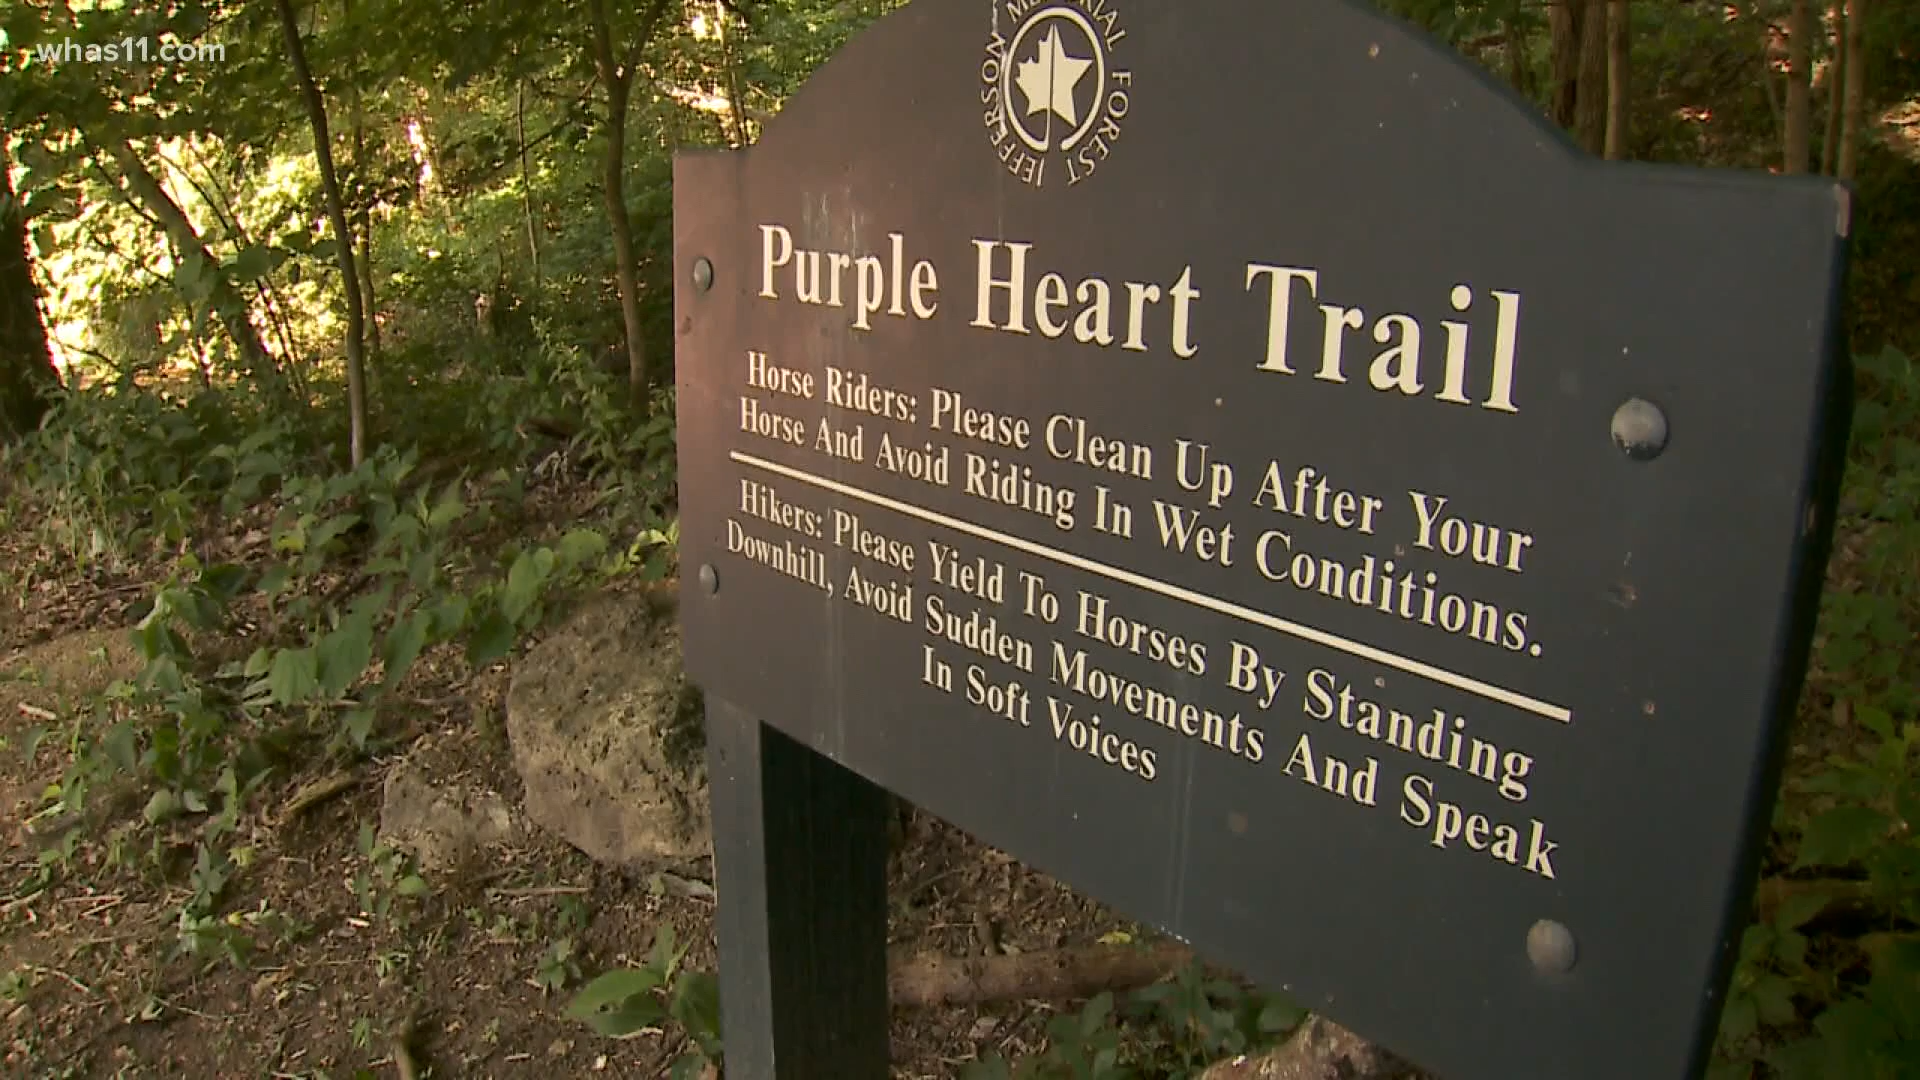 whas11.com
JEFFERSON MEMORIAL FOREST
Purple Heart Trail
Horse Riders: Please Clean Up After Your
Horse And Avoid Riding In Wet Conditions.
Hikers: Please Yield To Horses By Standing
Downhill, Avoid Sudden Movements And Speak
In Soft Voices